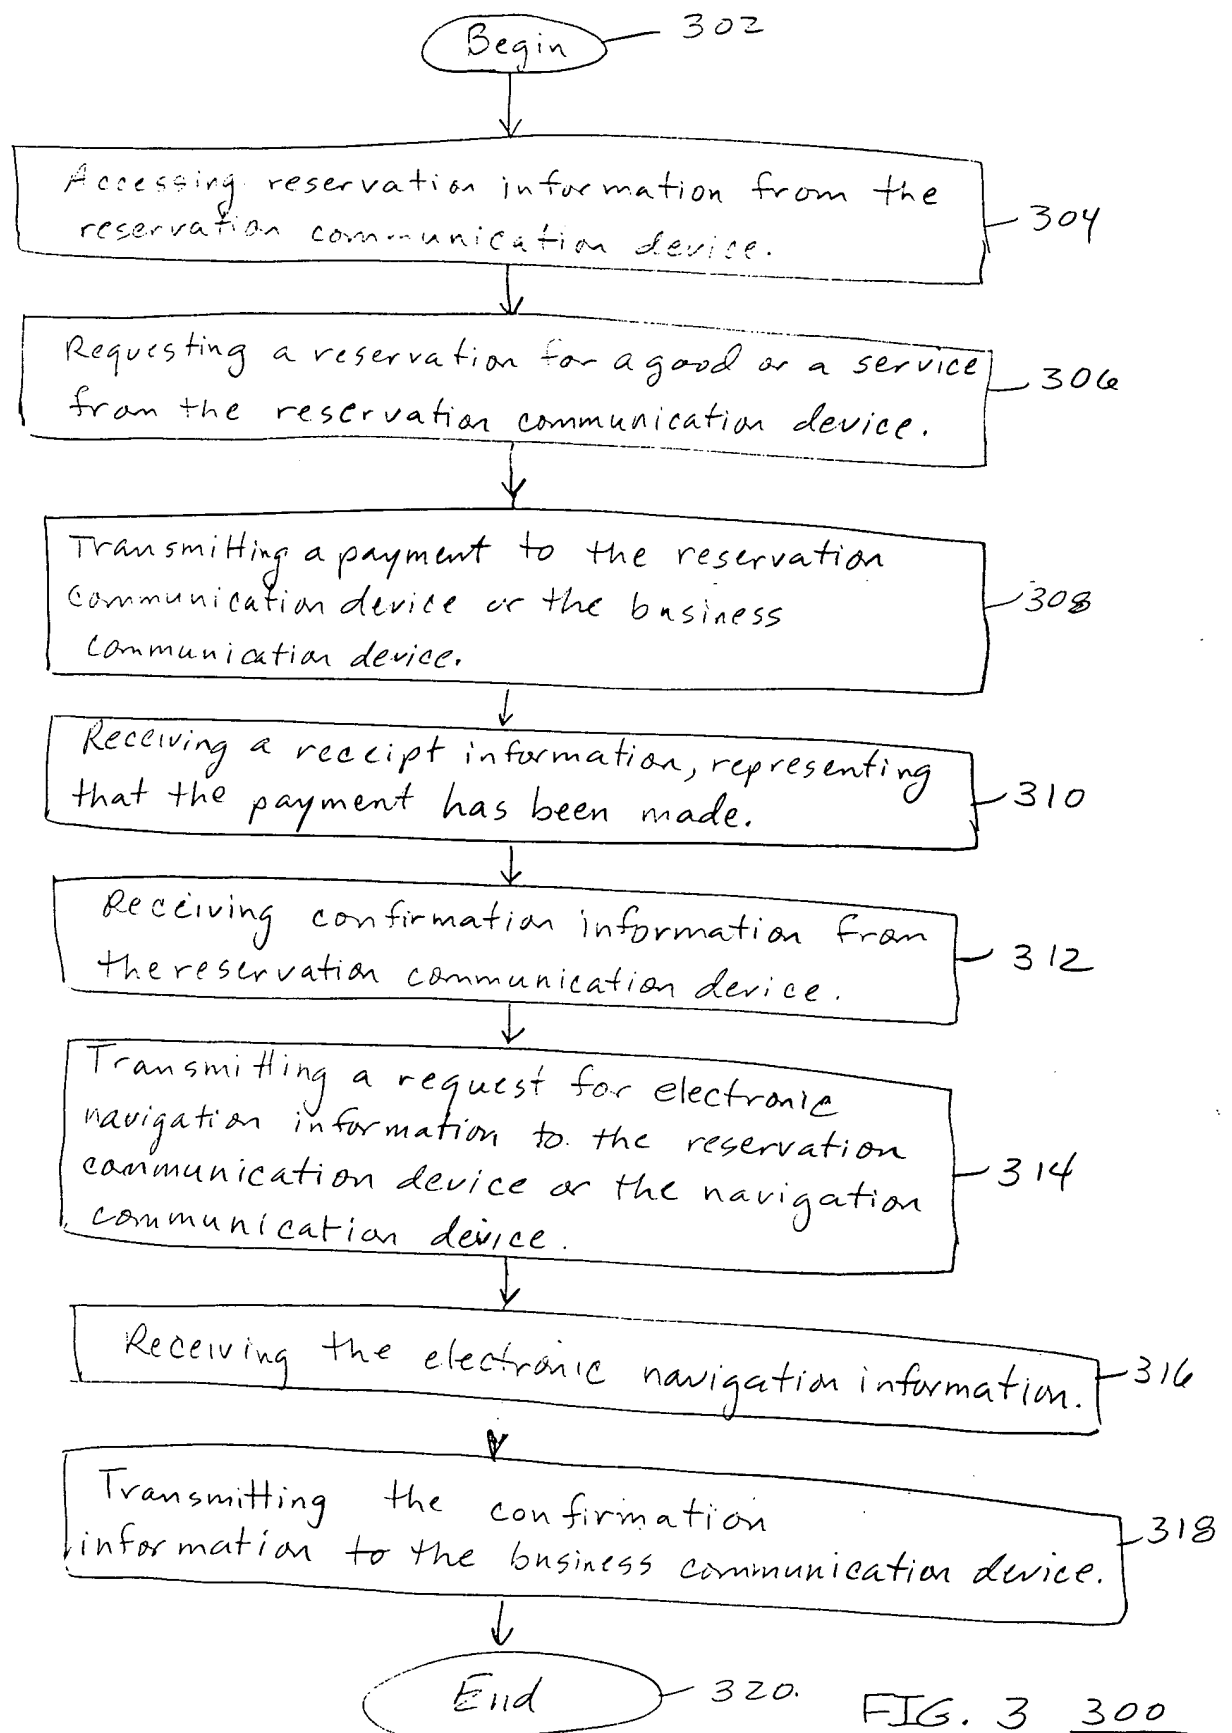 Begin 302
Accessing reservation information from the
reservation communication device.
304
Requesting a reservation for a good or a service
from the reservation communication device.
306
Transmitting a payment to the reservation
communication device or the business
communication device.
308
Receiving a receipt information, representing
that the payment has been made.
310
Receiving confirmation information from
the reservation communication device.
312
Transmitting a request for electronic
navigation information to the reservation
communication device or the navigation
communication device.
314
Receiving the electronic navigation information.
316
Transmitting the confirmation
information to the business communication device.
318
End 320.
FIG. 3 300